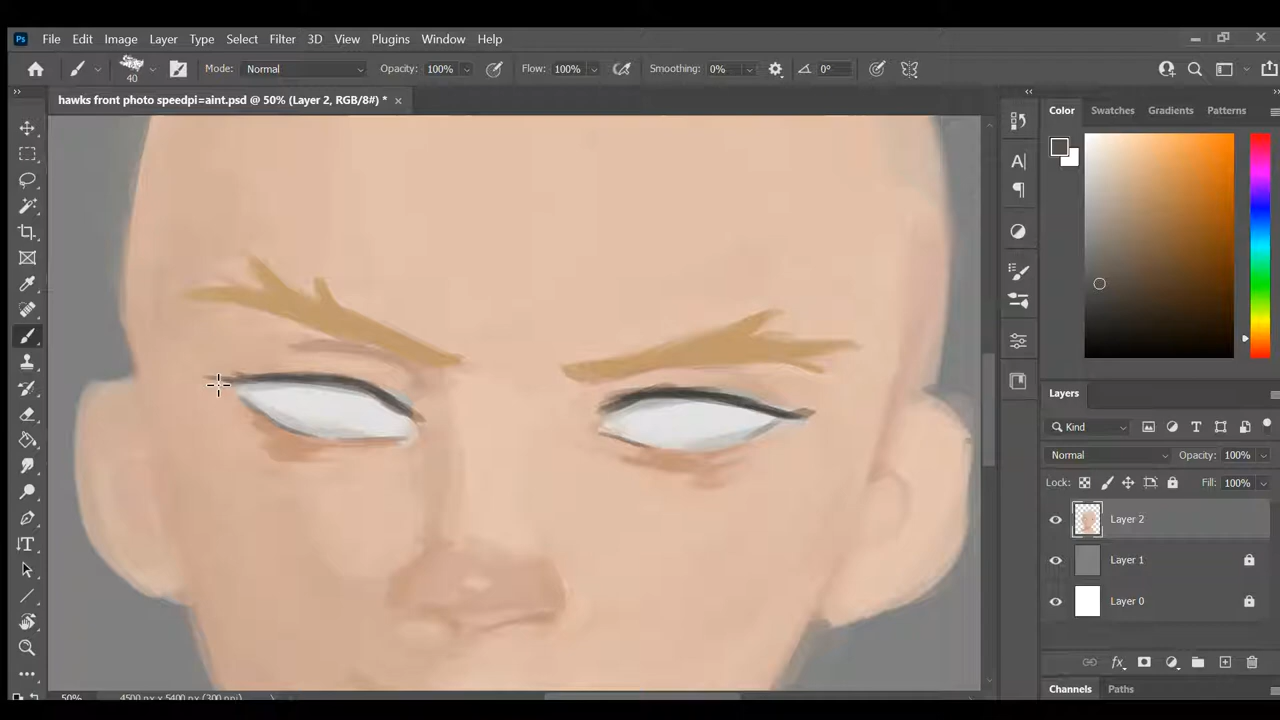 Ps File Edit Image Layer Type Select Filter 3D View Plugins Window Help
40 Mode: Normal Opacity: 100% Flow: 100% Smoothing: 0% 0°
hawks front photo speedpi=aint.psd @ 50% (Layer 2, RGB/8#) * ×
Color Swatches Gradients Patterns
Layers
Kind
Normal Opacity: 100%
Lock: Fill: 100%
Layer 2
Layer 1
Layer 0
Channels Paths
50% 4500 px x 5400 px (300 ppi)